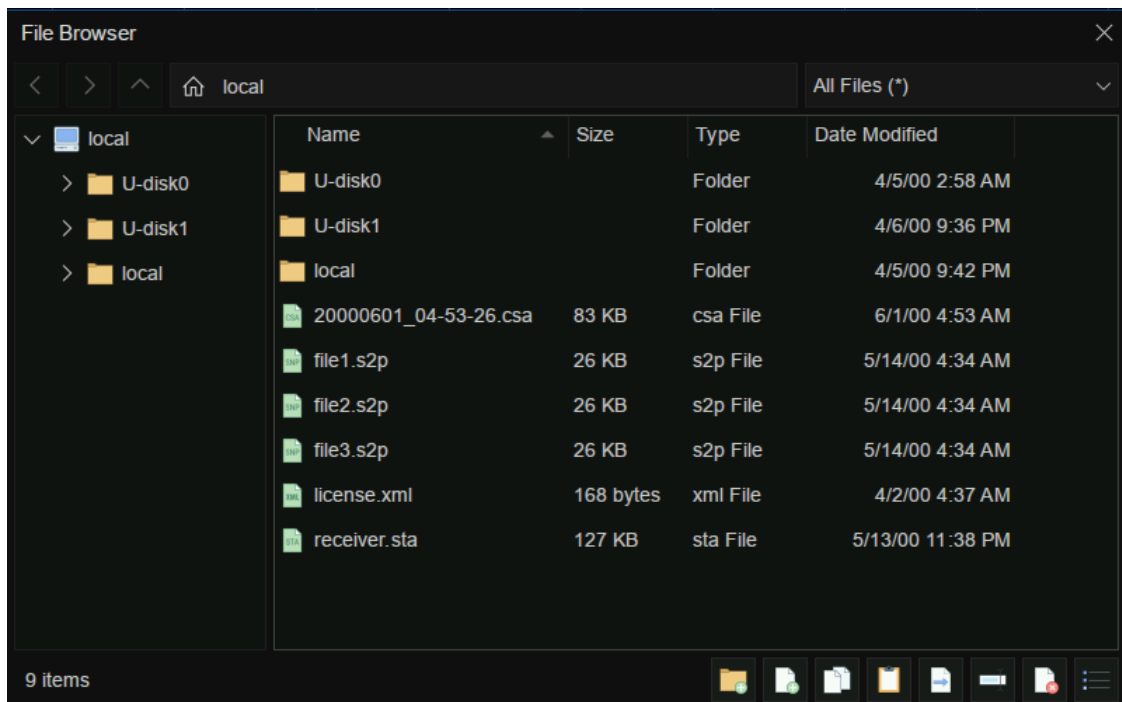 File Browser
local
All Files (*)
local
U-disk0
U-disk1
local
Name Size Type Date Modified
U-disk0 Folder 4/5/00 2:58 AM
U-disk1 Folder 4/6/00 9:36 PM
local Folder 4/5/00 9:42 PM
CSA 20000601_04-53-26.csa 83 KB csa File 6/1/00 4:53 AM
SNP file1.s2p 26 KB s2p File 5/14/00 4:34 AM
SNP file2.s2p 26 KB s2p File 5/14/00 4:34 AM
SNP file3.s2p 26 KB s2p File 5/14/00 4:34 AM
XML license.xml 168 bytes xml File 4/2/00 4:37 AM
STA receiver.sta 127 KB sta File 5/13/00 11:38 PM
9 items